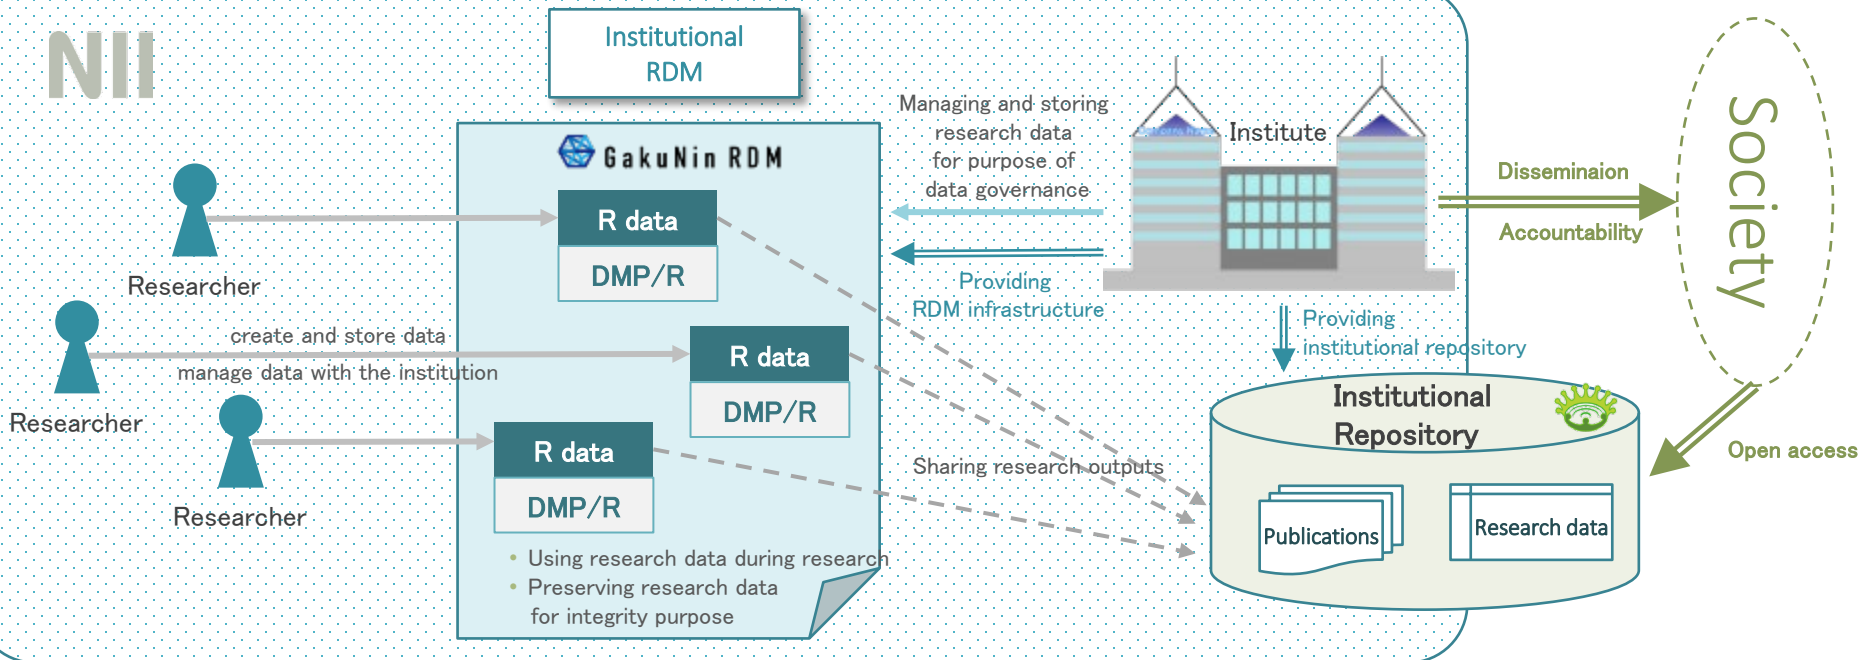 NII
Institutional
RDM
GakuNin RDM
Managing and storing
research data
for purpose of
data governance
Institute
Disseminaion
Accountability
Society
R data
DMP/R
Researcher
Providing
RDM infrastructure
Providing
institutional repository
create and store data
manage data with the institution
R data
DMP/R
Researcher
Institutional
Repository
Open access
R data
DMP/R
Researcher
Sharing research outputs
Publications
Research data
• Using research data during research
• Preserving research data
for integrity purpose